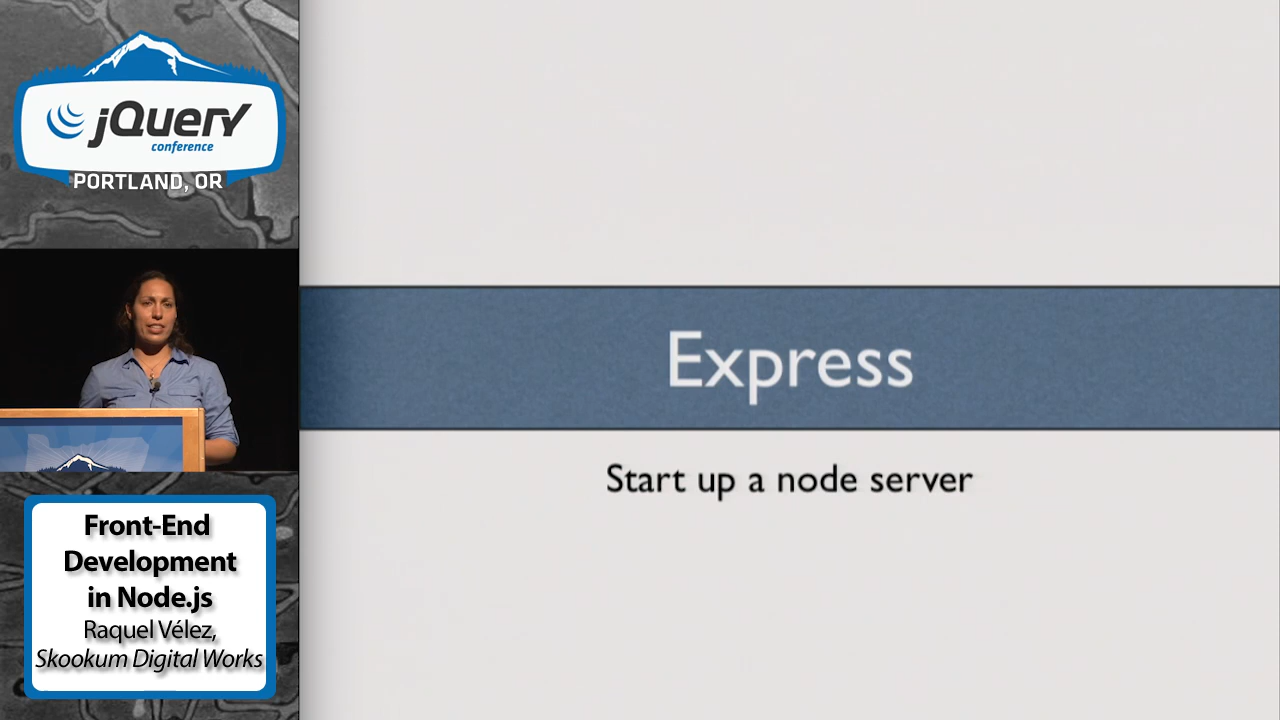 jQuery
conference
PORTLAND, OR
Express
Start up a node server
Front-End
Development
in Node.js
Raquel Vélez,
Skookum Digital Works